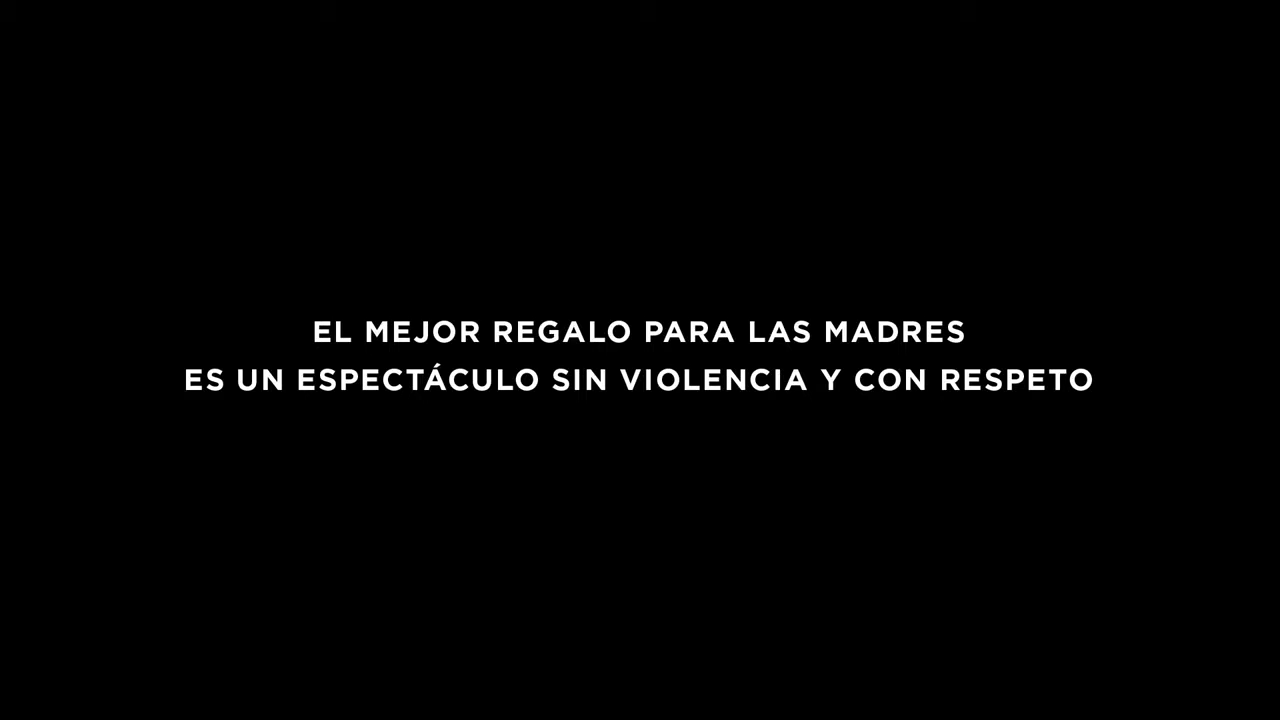 EL MEJOR REGALO PARA LAS MADRES
ES UN ESPECTÁCULO SIN VIOLENCIA Y CON RESPETO